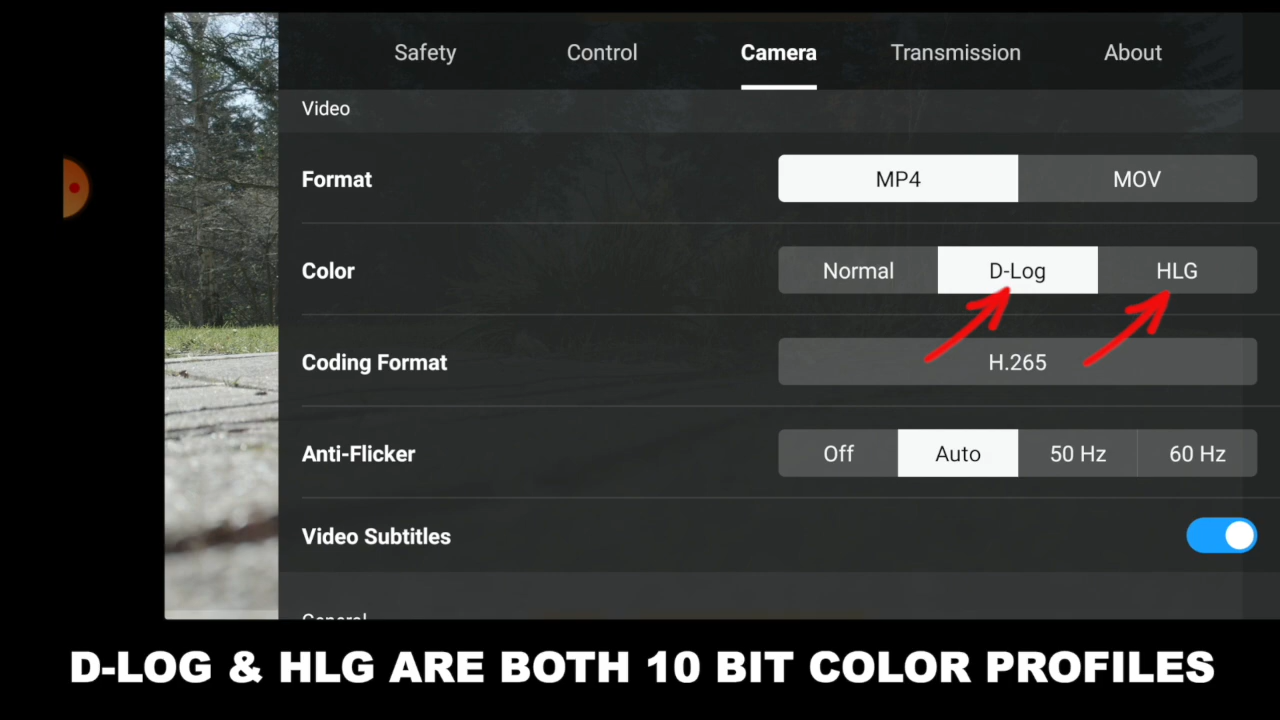 Safety Control Camera Transmission About
Video
Format MP4 MOV
Color Normal D-Log HLG
Coding Format H.265
Anti-Flicker Off Auto 50 Hz 60 Hz
Video Subtitles
General
D-LOG & HLG ARE BOTH 10 BIT COLOR PROFILES